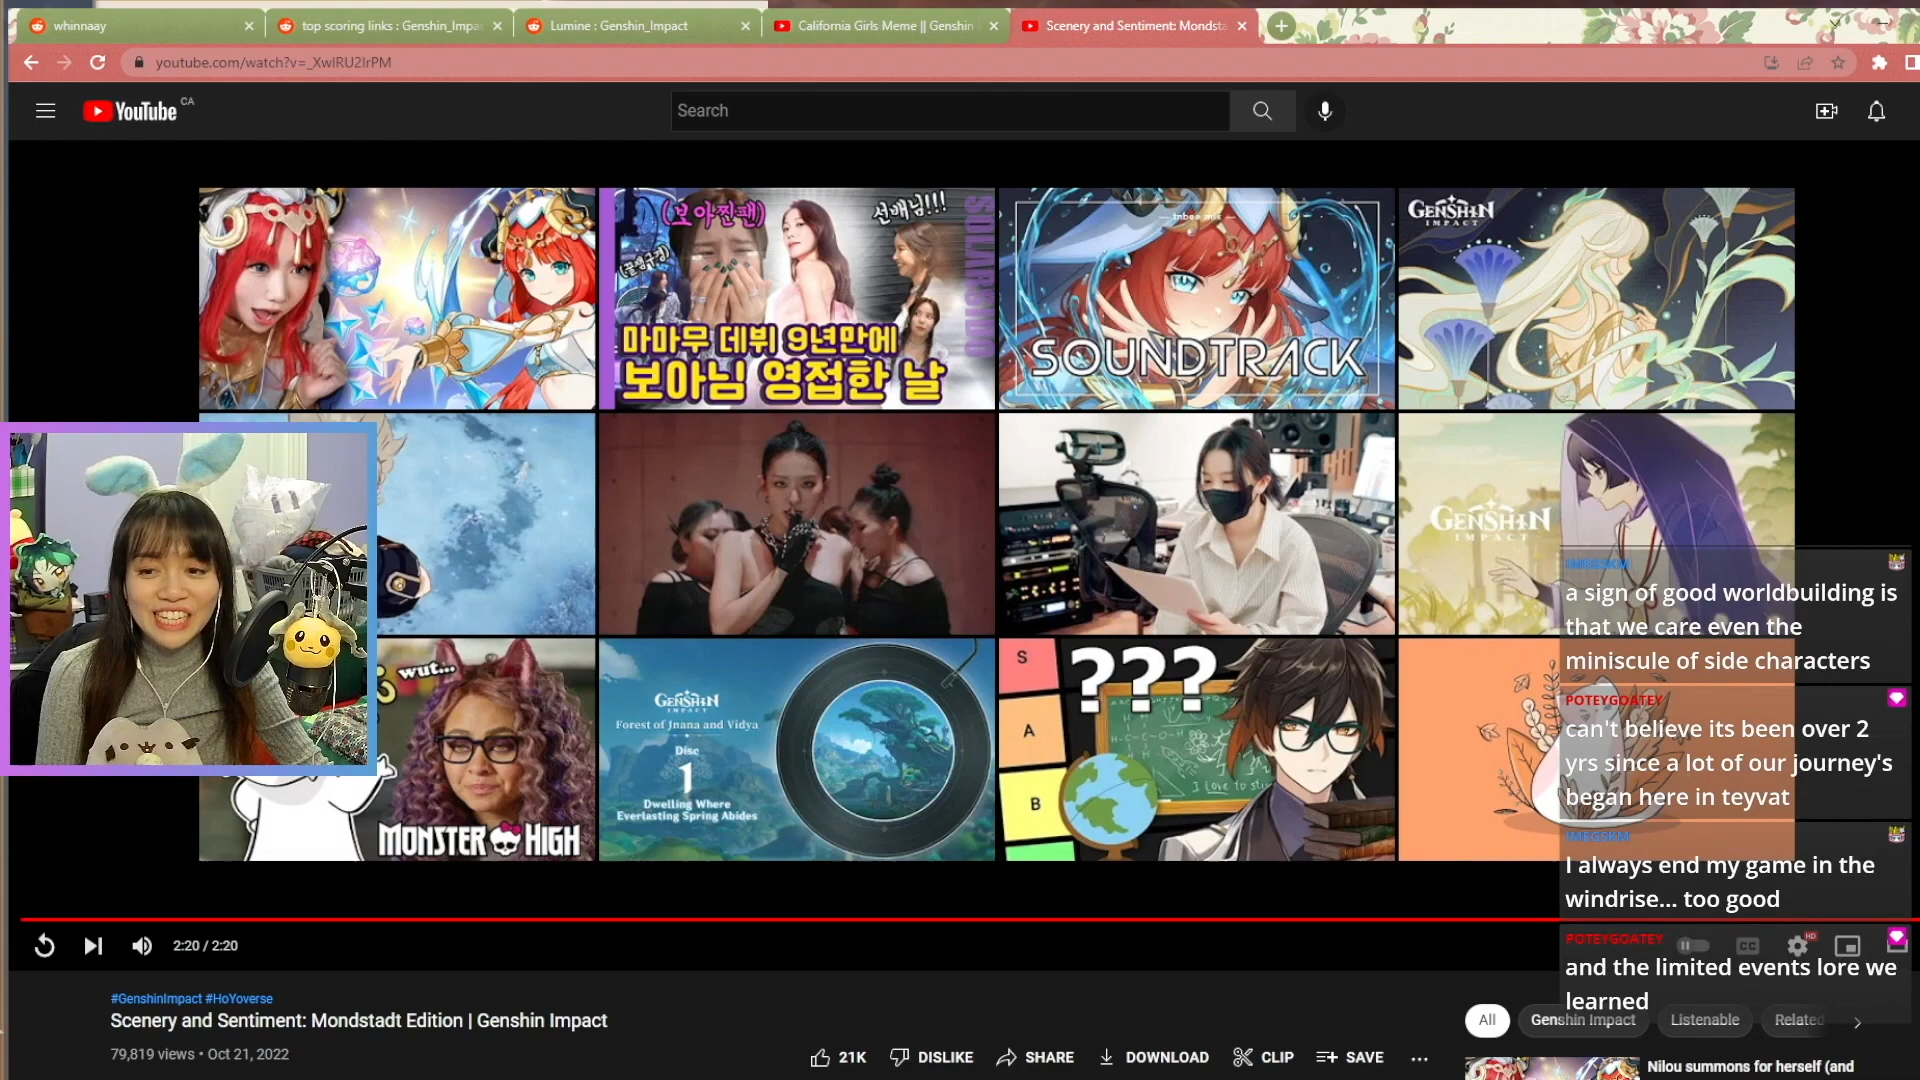 whinnaay
top scoring links : Genshin_Impa
Lumine : Genshin_Impact
California Girls Meme || Genshin
Scenery and Sentiment: Mondsta
youtube.com/watch?v=_XwIRU2IrPM
YouTube CA
Search
(보아찐팬)
선배님!!!
SOLARSIDO
마마무 데뷔 9년만에
보아님 영접한 날
tnbee mix
SOUNDTRACK
GENSHIN
IMPACT
GENSHIN
IMPACT
wut...
MONSTER HIGH
GENSHIN
IMPACT
Forest of Jnana and Vidya
Disc
1
Dwelling Where
Everlasting Spring Abides
S
A
B
???
a sign of good worldbuilding is
that we care even the
miniscule of side characters
POTEYGOATEY
can't believe its been over 2
yrs since a lot of our journey's
began here in teyvat
I always end my game in the
windrise... too good
POTEYGOATEY
and the limited events lore we
learned
2:20 / 2:20
CC
HD
#GenshinImpact #HoYoverse
Scenery and Sentiment: Mondstadt Edition | Genshin Impact
79,819 views • Oct 21, 2022
21K
DISLIKE
SHARE
DOWNLOAD
CLIP
SAVE
All
Genshin Impact
Listenable
Related
Nilou summons for herself (and